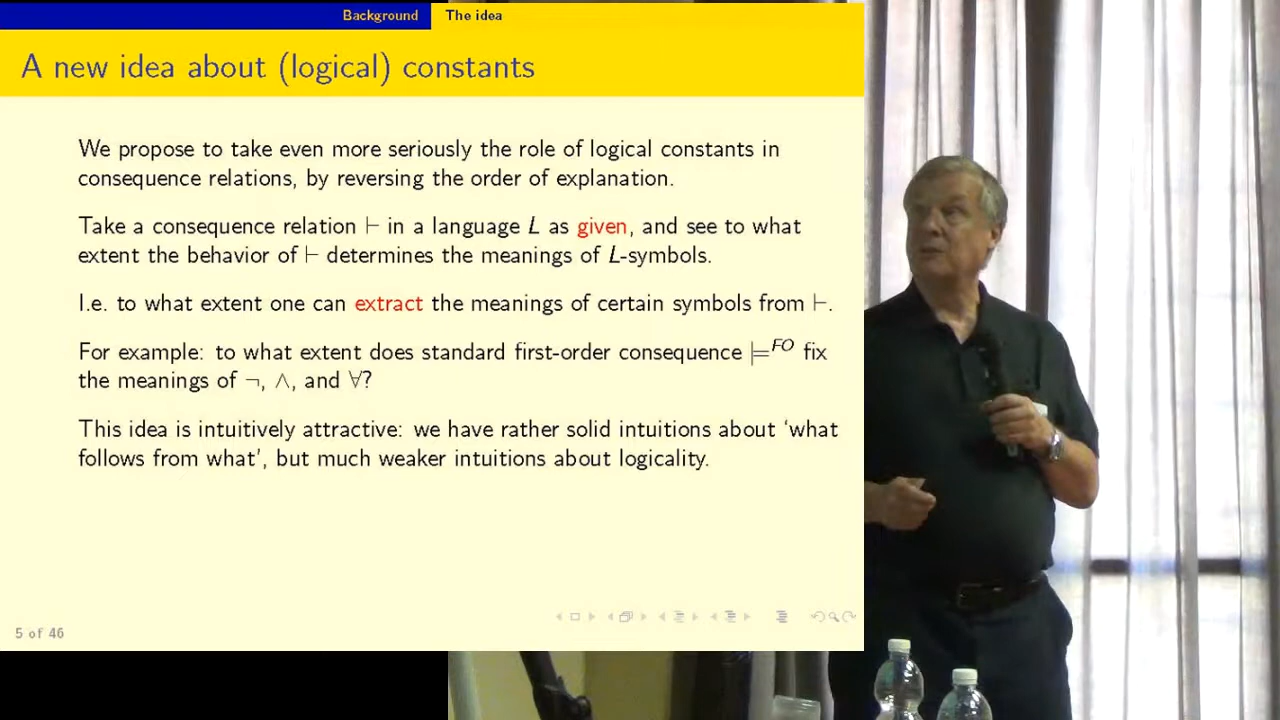 Background The idea
A new idea about (logical) constants
We propose to take even more seriously the role of logical constants in
consequence relations, by reversing the order of explanation.
Take a consequence relation ⊢ in a language L as given, and see to what
extent the behavior of ⊢ determines the meanings of L-symbols.
I.e. to what extent one can extract the meanings of certain symbols from ⊢.
For example: to what extent does standard first-order consequence ⊨^FO fix
the meanings of ¬, ∧, and ∀?
This idea is intuitively attractive: we have rather solid intuitions about ‘what
follows from what’, but much weaker intuitions about logicality.
5 of 46